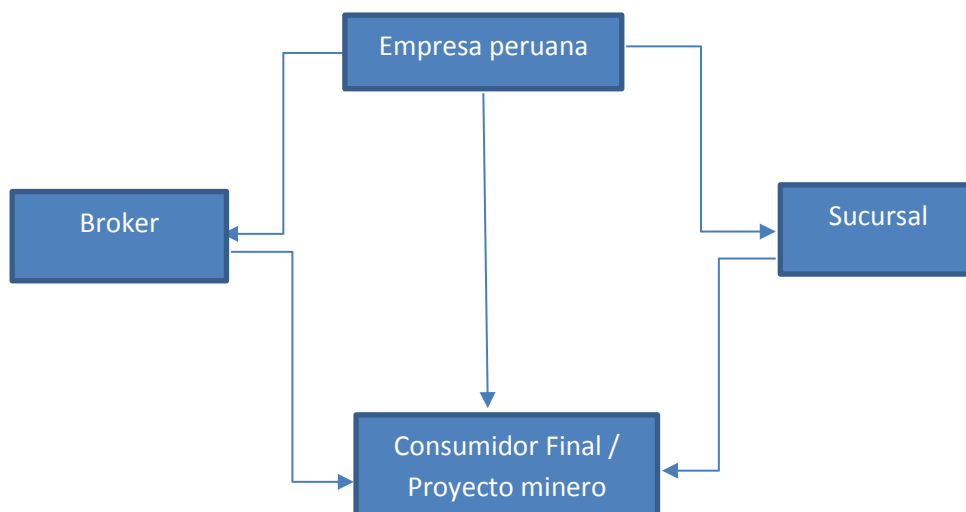 Empresa peruana
Broker
Sucursal
Consumidor Final /
Proyecto minero